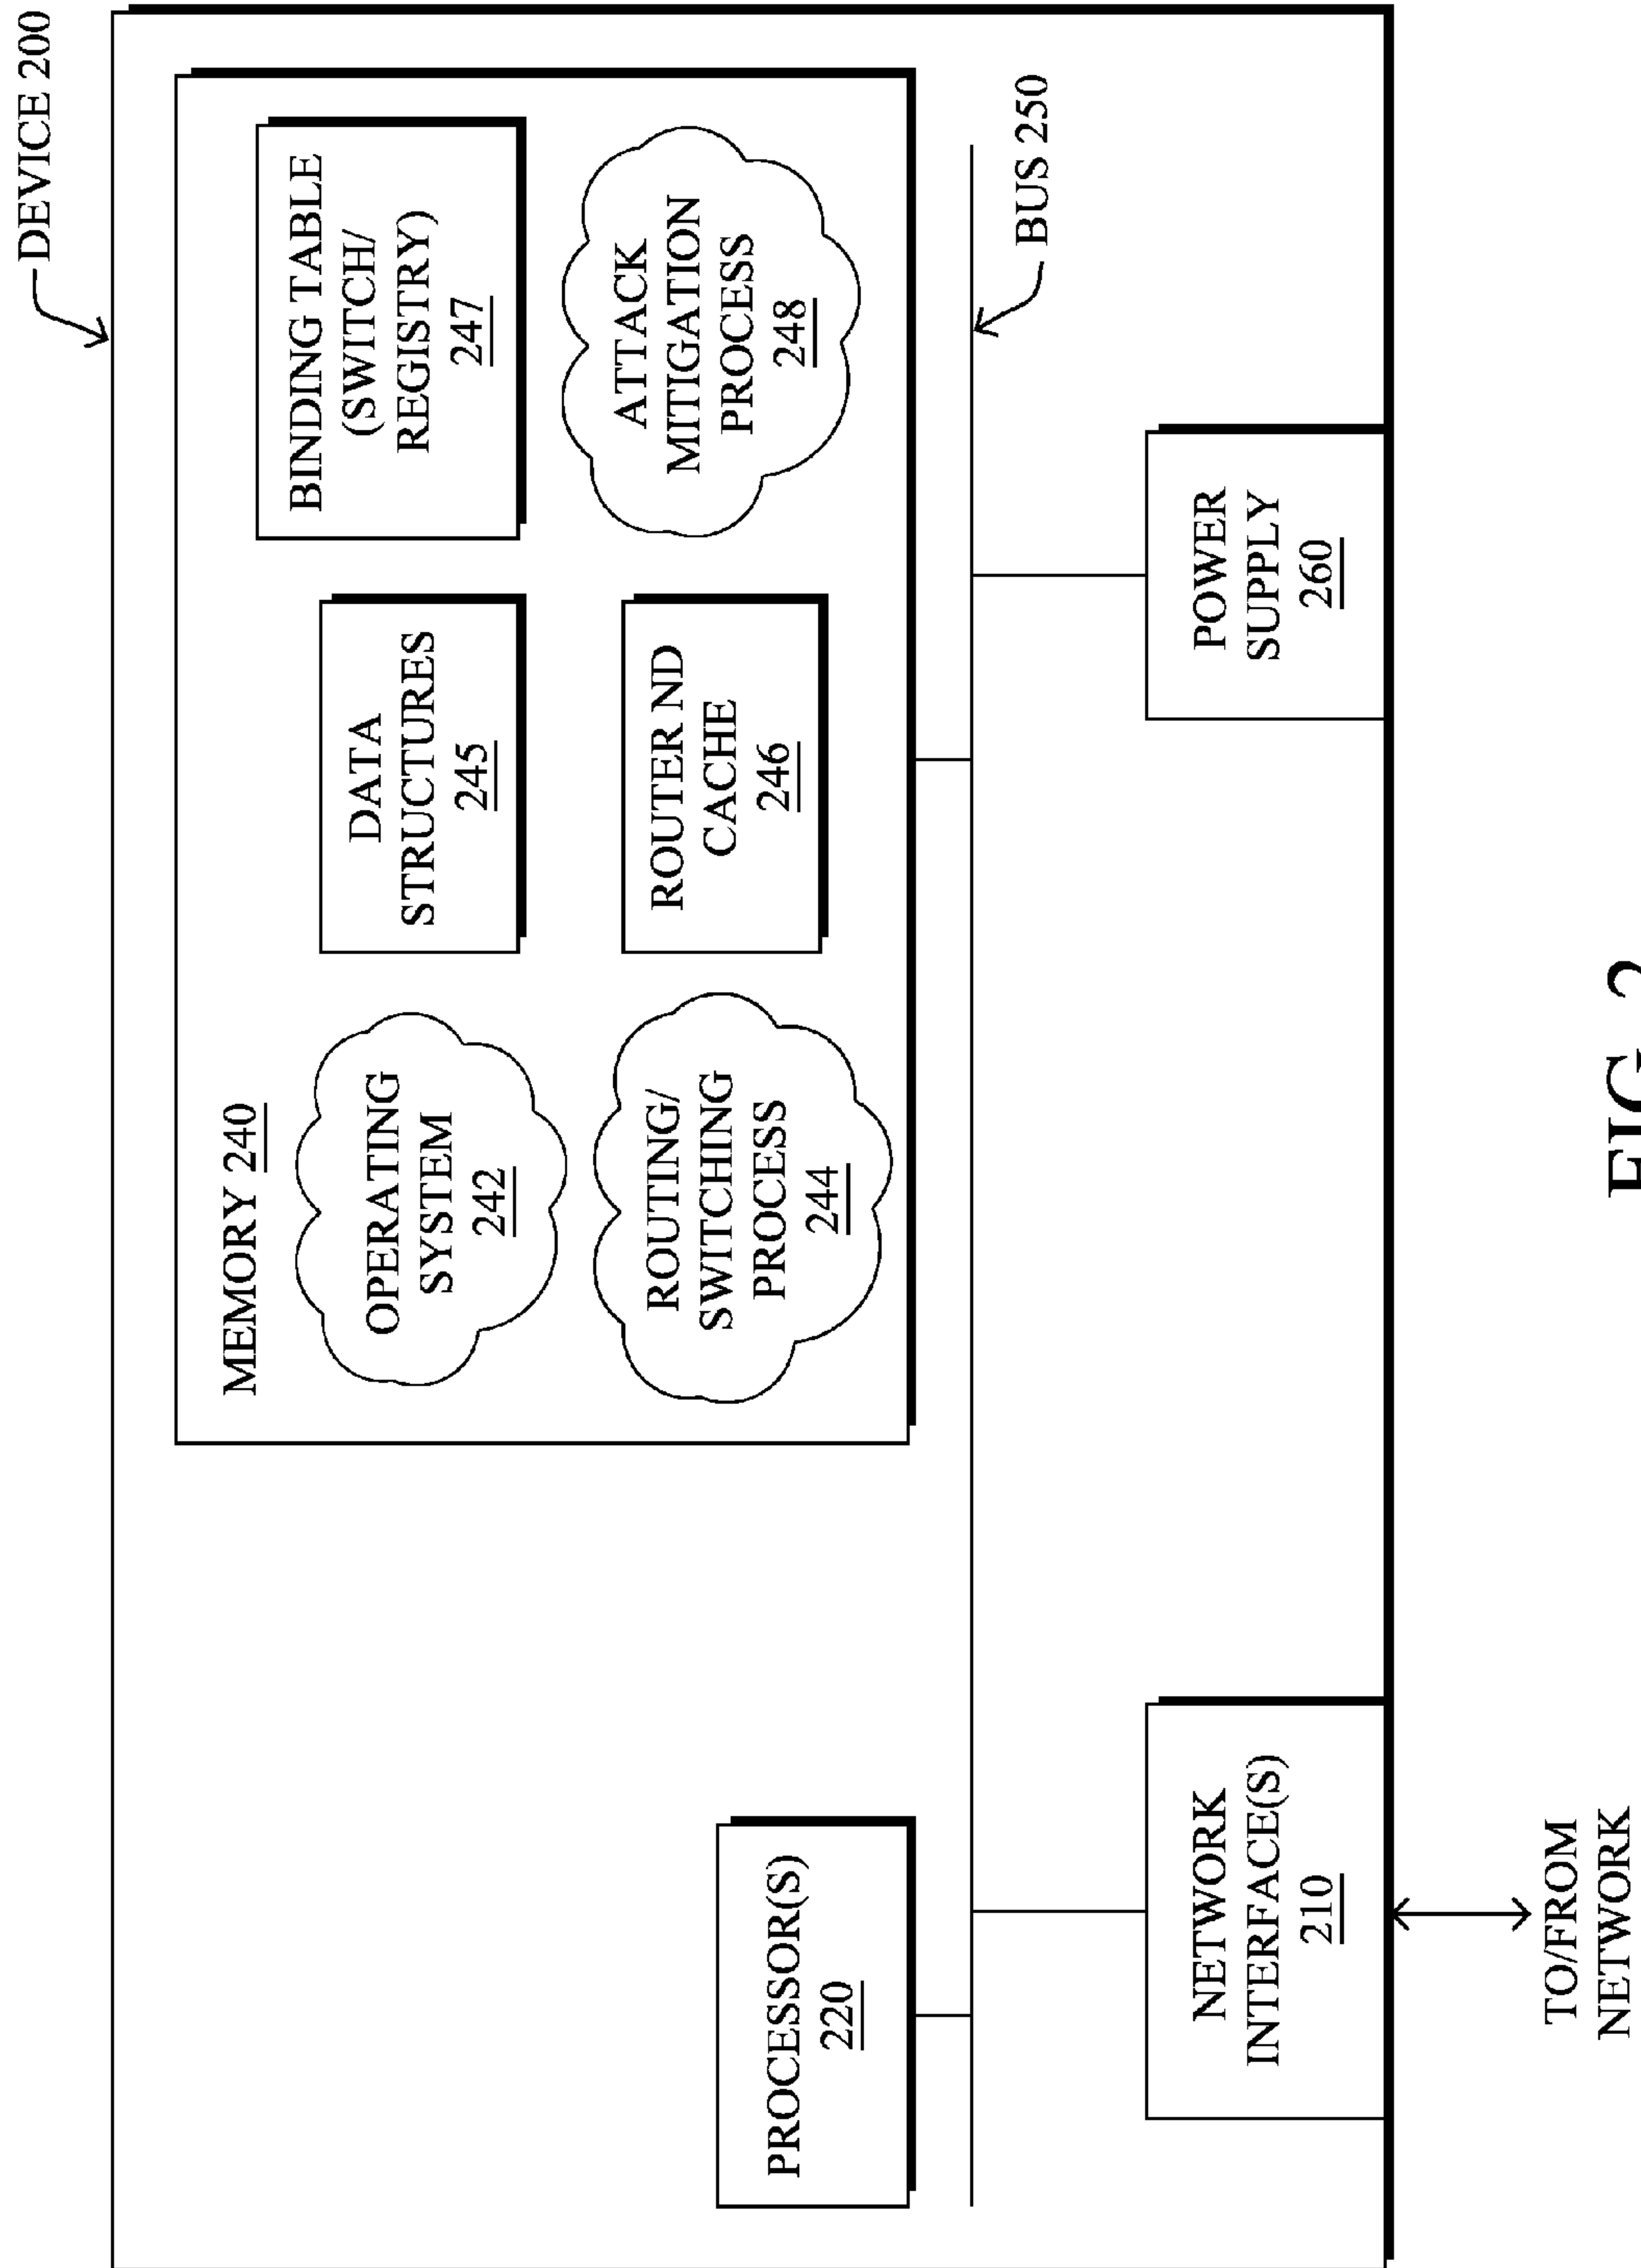 DEVICE 200
MEMORY 240
OPERATING
SYSTEM
242
DATA
STRUCTURES
245
BINDING TABLE
(SWITCH/
REGISTRY)
247
ROUTING/
SWITCHING
PROCESS
244
ROUTER ND
CACHE
246
ATTACK
MITIGATION
PROCESS
248
PROCESSOR(S)
220
BUS 250
NETWORK
INTERFACE(S)
210
POWER
SUPPLY
260
TO/FROM
NETWORK
FIG. 2